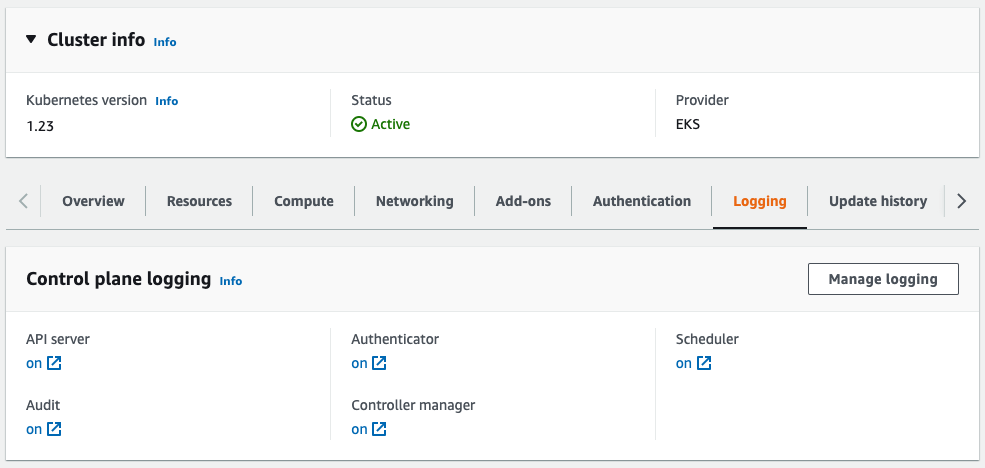 Cluster info Info
Kubernetes version Info
1.23
Status
Active
Provider
EKS
Overview Resources Compute Networking Add-ons Authentication Logging Update history
Control plane logging Info
Manage logging
API server
on
Authenticator
on
Scheduler
on
Audit
on
Controller manager
on